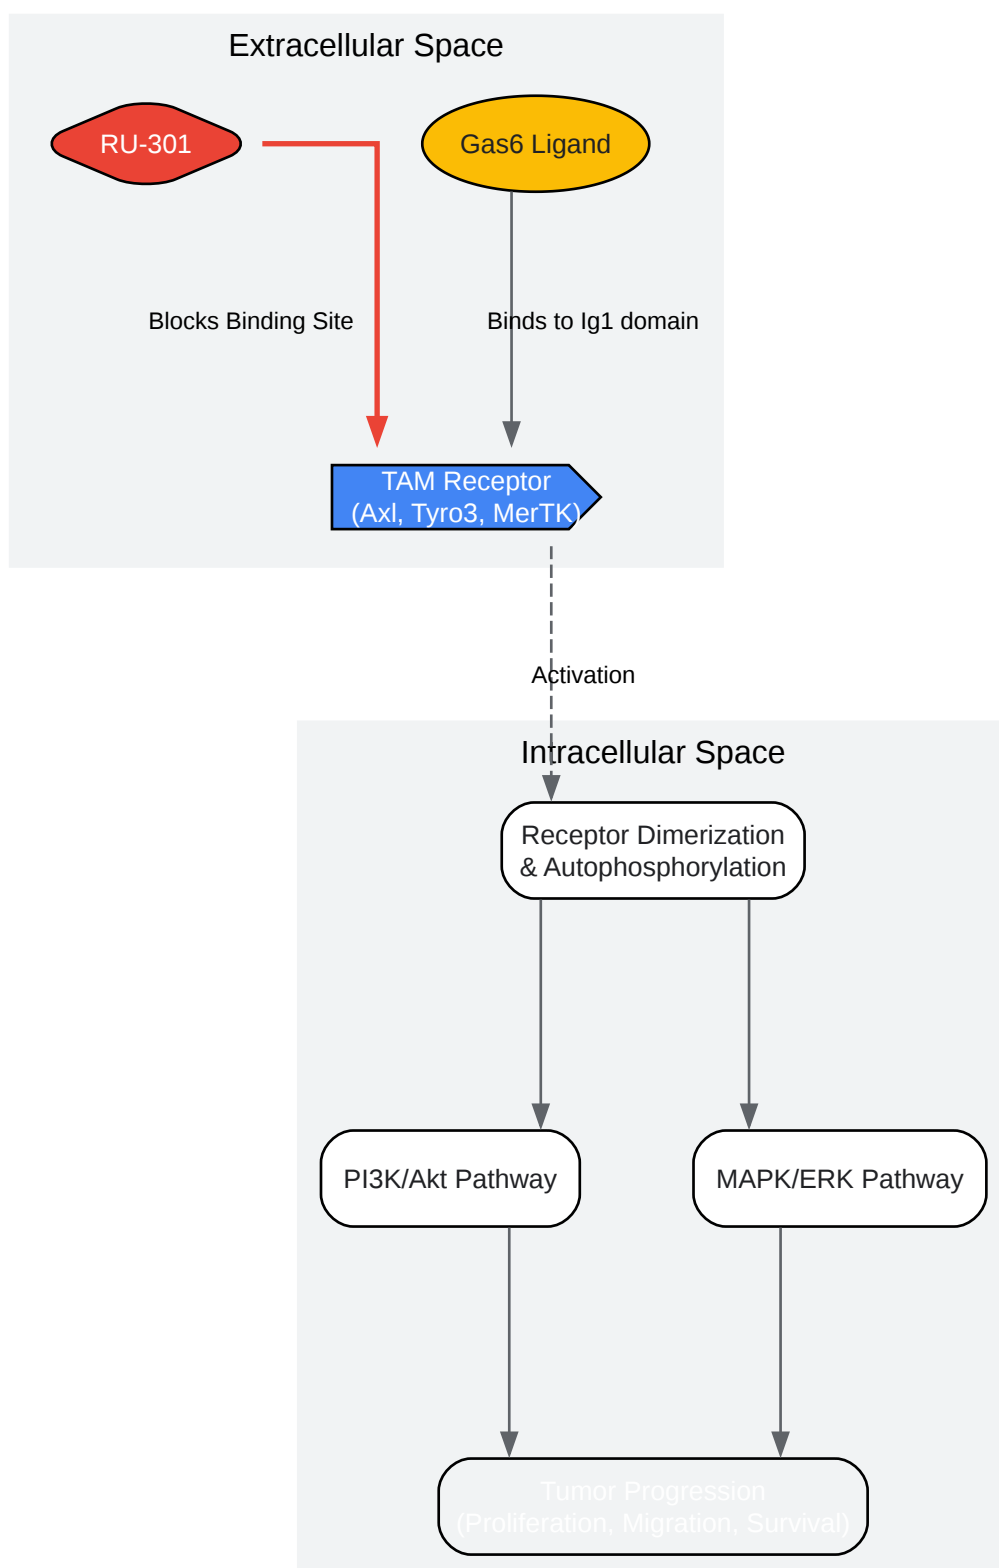 Extracellular Space
RU-301
Gas6 Ligand
Blocks Binding Site
Binds to Ig1 domain
TAM Receptor
(Axl, Tyro3, MerTK)
Activation
Intracellular Space
Receptor Dimerization
& Autophosphorylation
PI3K/Akt Pathway
MAPK/ERK Pathway
Tumor Progression
(Proliferation, Migration, Survival)